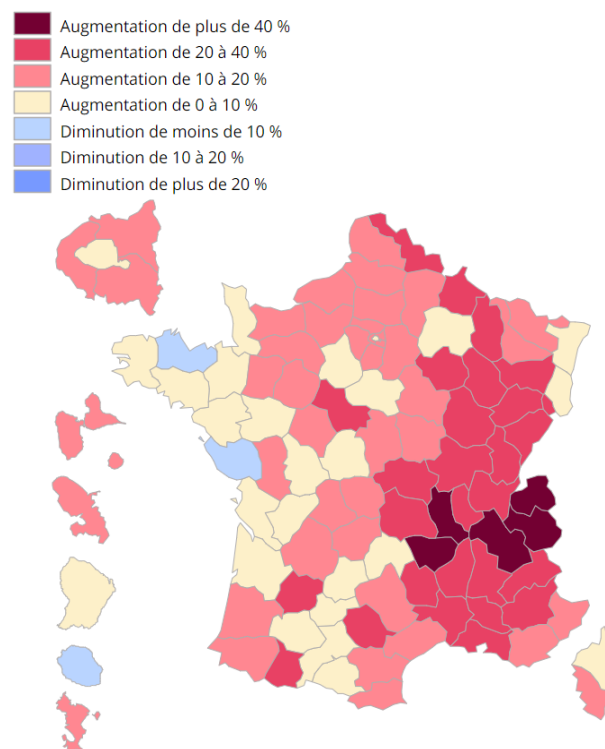 Augmentation de plus de 40 %
Augmentation de 20 à 40 %
Augmentation de 10 à 20 %
Augmentation de 0 à 10 %
Diminution de moins de 10 %
Diminution de 10 à 20 %
Diminution de plus de 20 %